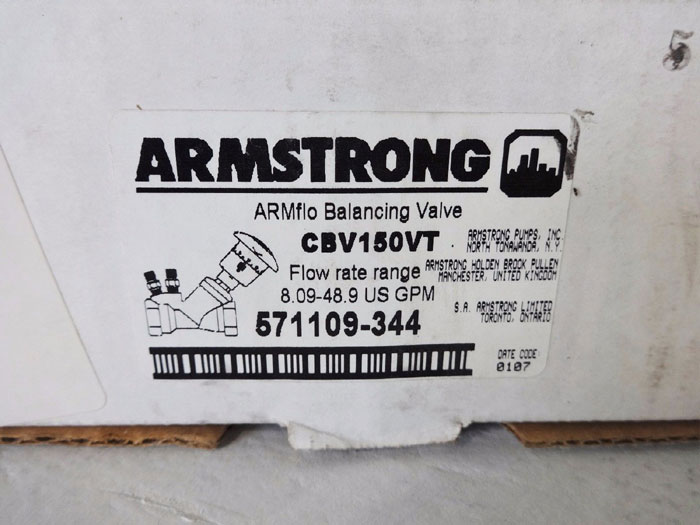 5
ARMSTRONG
ARMflo Balancing Valve
CBV150VT
Flow rate range
8.09-48.9 US GPM
571109-344
ARMSTRONG PUMPS, INC.
NORTH TONAWANDA, N.Y.
ARMSTRONG HOLDEN BROOK PULLEN
MANCHESTER, UNITED KINGDOM
S.A. ARMSTRONG LIMITED
TORONTO, ONTARIO
DATE CODE:
0107